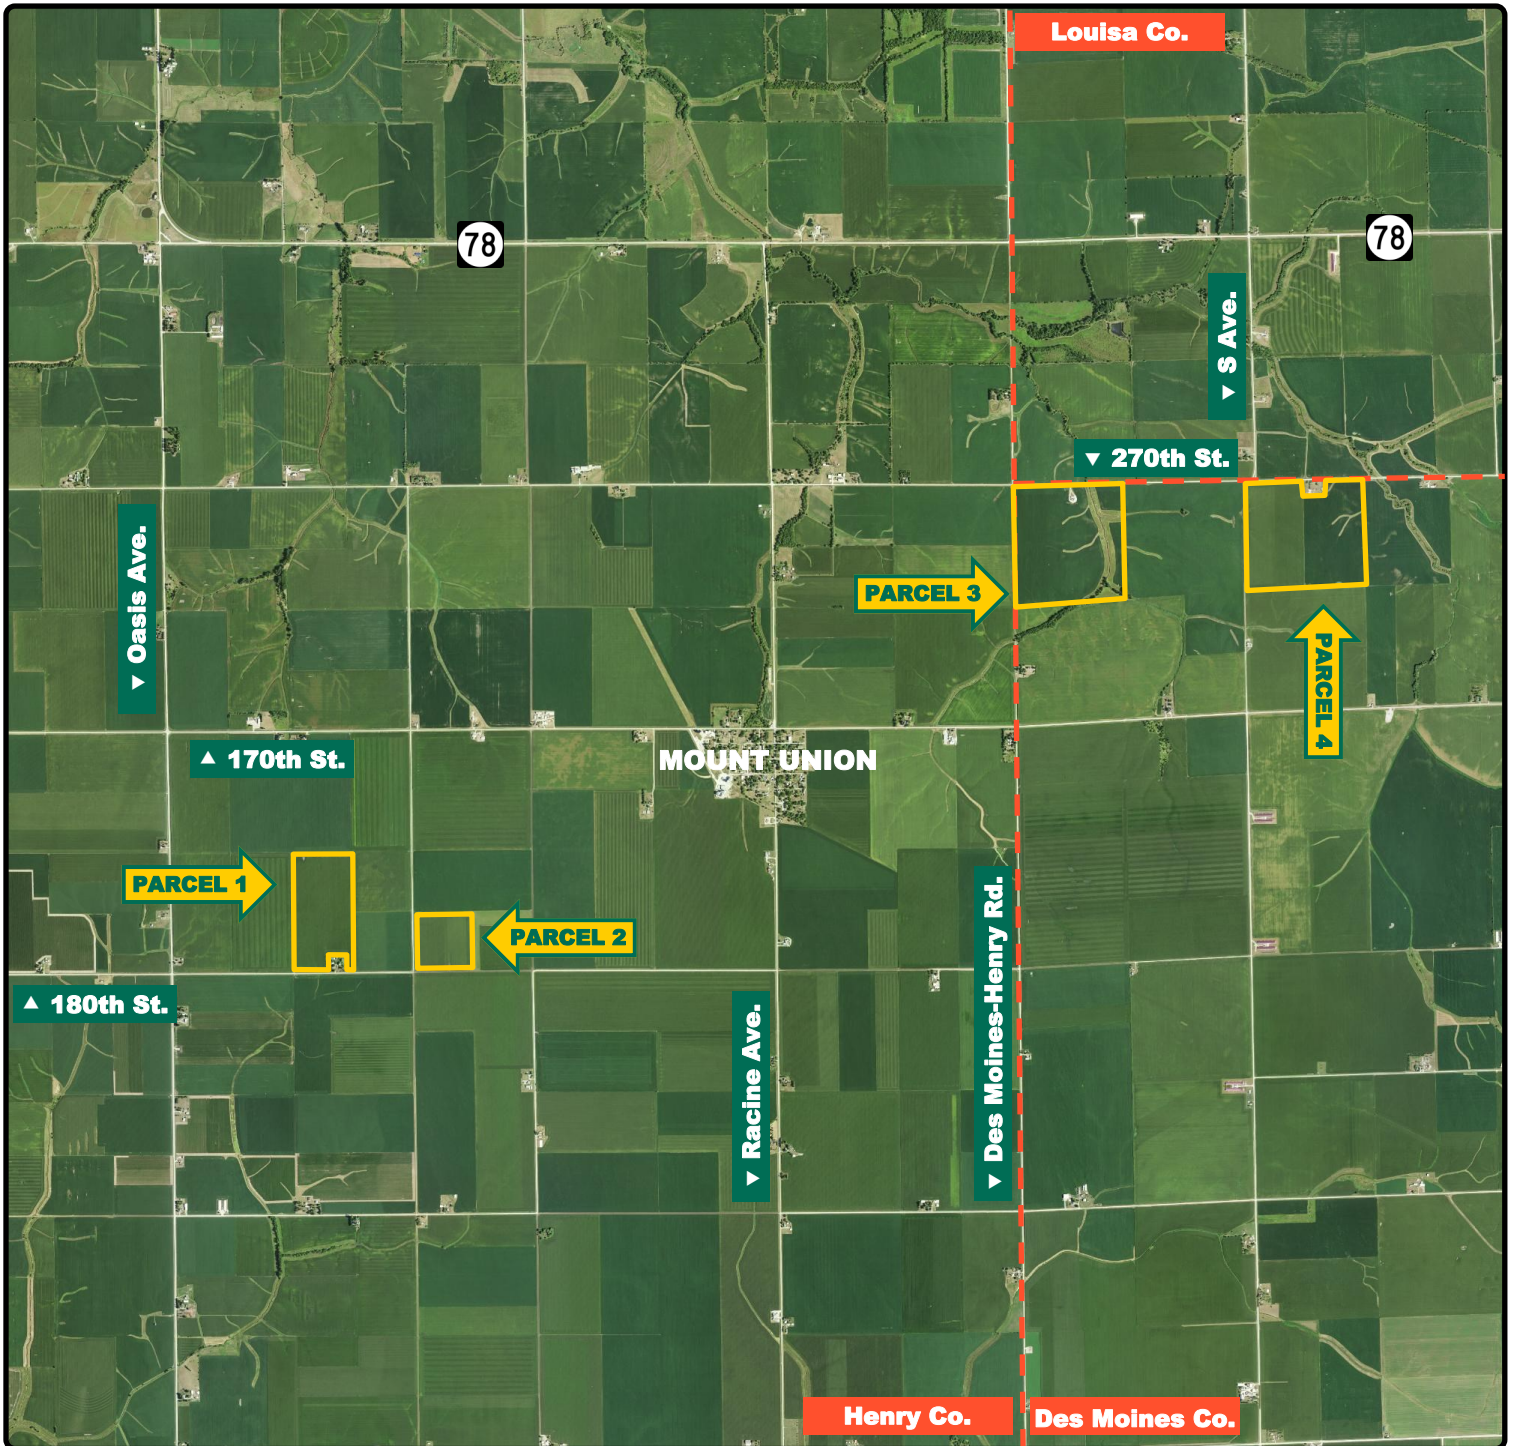 Louisa Co.
78
78
▼ S Ave.
▼ 270th St.
▼ Oasis Ave.
PARCEL 3
PARCEL 4
▲ 170th St.
MOUNT UNION
PARCEL 1
PARCEL 2
▼ Des Moines-Henry Rd.
▲ 180th St.
▼ Racine Ave.
Henry Co.
Des Moines Co.